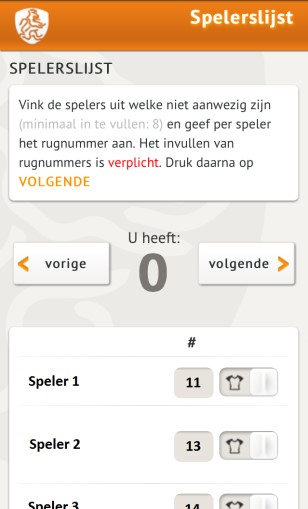 Spelerslijst
SPELERSLIJST
Vink de spelers uit welke niet aanwezig zijn
(minimaal in te vullen: 8) en geef per speler
het rugnummer aan. Het invullen van
rugnummers is verplicht. Druk daarna op
VOLGENDE
U heeft:
vorige
0
volgende
#
Speler 1 11
Speler 2 13
Speler 3 14